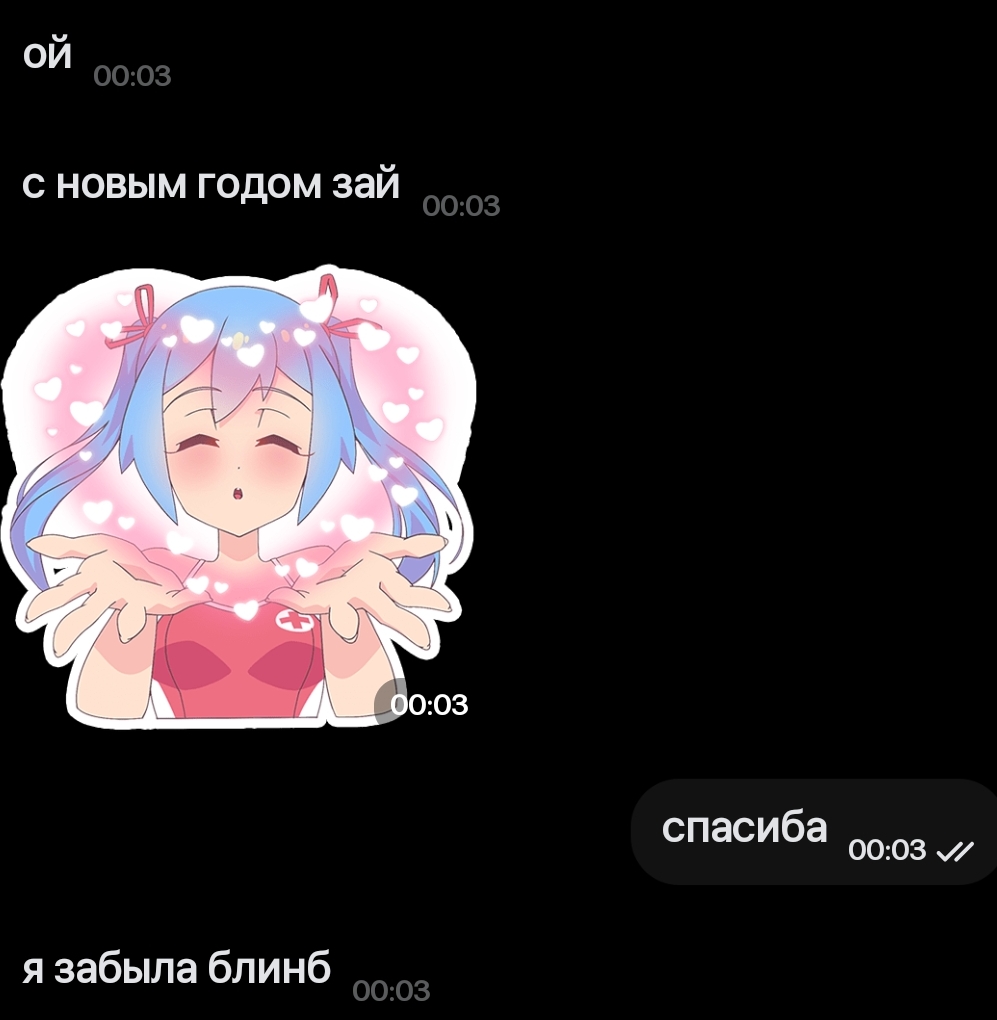 ой 00:03
с новым годом зай 00:03
00:03
спасиба 00:03
я забыла блинб 00:03